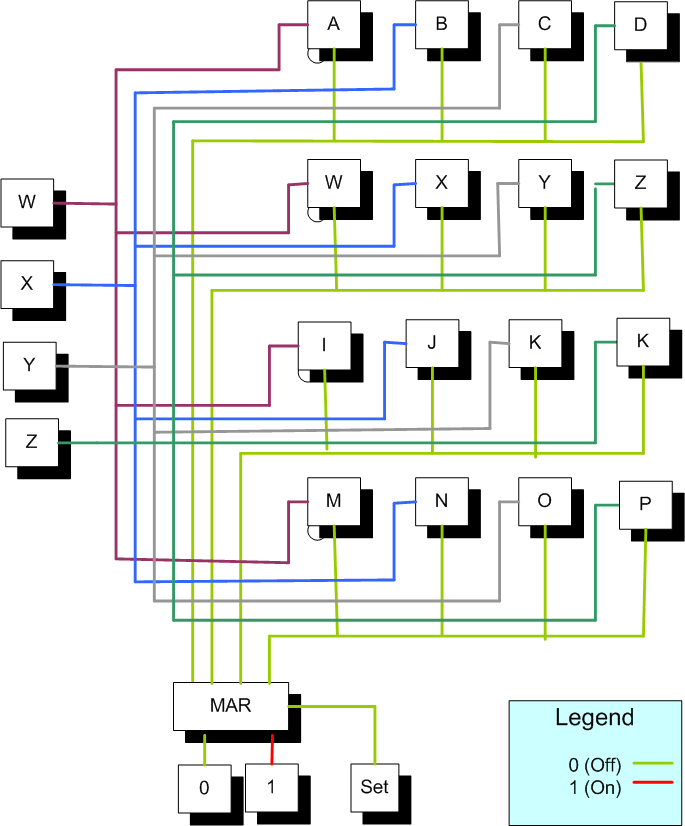 A B C D
W X Y Z
W
X
I J K K
Y
Z
M N O P
MAR
Legend
0 (Off)
1 (On)
0 1 Set